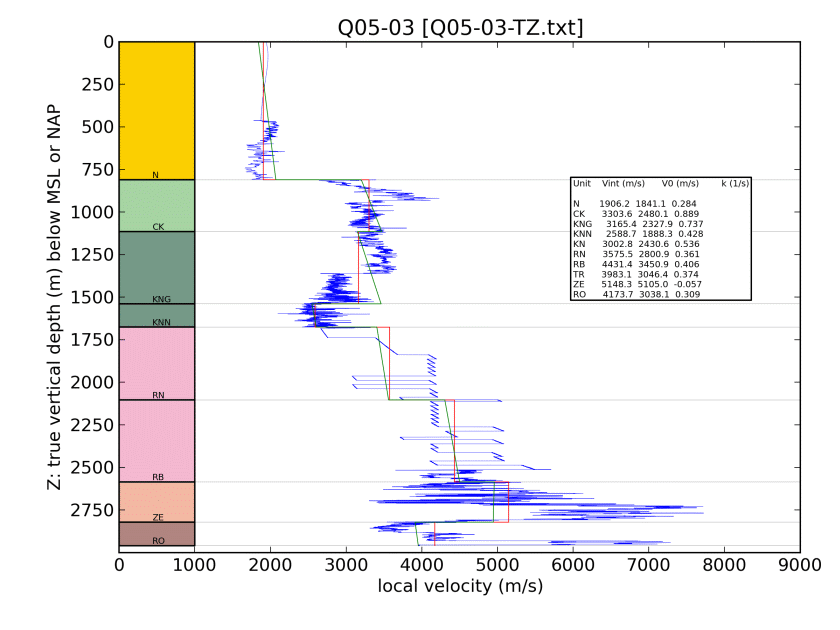 Q05-03 [Q05-03-TZ.txt]
0
250
500
750
1000
1250
1500
1750
2000
2250
2500
2750
Z: true vertical depth (m) below MSL or NAP
N
CK
KNG
KNN
RN
RB
ZE
RO
Unit Vint (m/s) V0 (m/s) k (1/s)
N 1906.2 1841.1 0.284
CK 3303.6 2480.1 0.889
KNG 3165.4 2327.9 0.737
KNN 2588.7 1888.3 0.428
KN 3002.8 2430.6 0.536
RN 3575.5 2800.9 0.361
RB 4431.4 3450.9 0.406
TR 3983.1 3046.4 0.374
ZE 5148.3 5105.0 -0.057
RO 4173.7 3038.1 0.309
0 1000 2000 3000 4000 5000 6000 7000 8000 9000
local velocity (m/s)